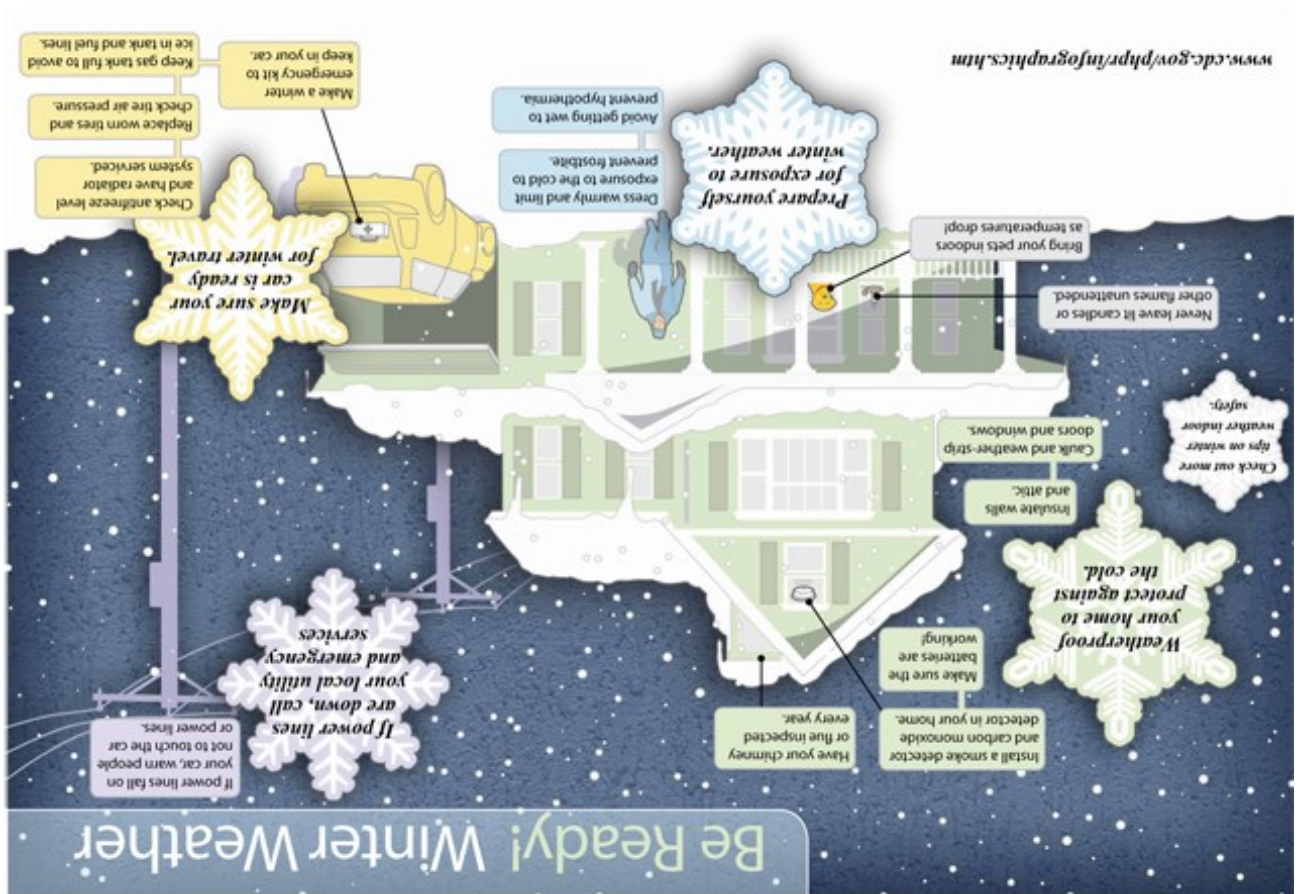 Be Ready! Winter Weather
Install a smoke detector
and carbon monoxide
detector in your home.
Make sure the
batteries are
working!
Have your chimney
or flue inspected
every year.
If power lines fall on
your car, warn people
not to touch the car
or power lines.
If power lines
are down, call
your local utility
and emergency
services
Weatherproof
your home to
protect against
the cold.
Insulate walls
and attic.
Caulk and weather-strip
doors and windows.
Check out more
tips on winter
weather indoor
safety.
Never leave lit candles or
other flames unattended.
Bring your pets indoors
as temperatures drop!
Prepare yourself
for exposure to
winter weather.
Dress warmly and limit
exposure to the cold to
prevent frostbite.
Avoid getting wet to
prevent hypothermia.
Make sure your
car is ready
for winter travel.
Check antifreeze level
and have radiator
system serviced.
Replace worn tires and
check tire air pressure.
Keep gas tank full to avoid
ice in tank and fuel lines.
Make a winter
emergency kit to
keep in your car.
www.cdc.gov/phpr/infographics.htm